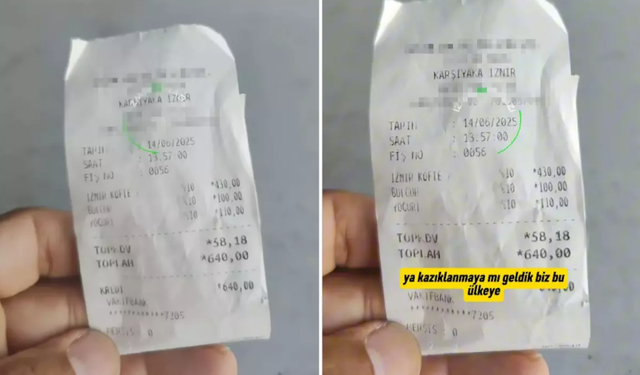 KARŞIYAKA İZMİR
TARİH : 14/06/2025
SAAT : 13:57:00
FİŞ NO : 0056
İZMİR KÖFTE %10 *430,00
BULGUR %10 *100,00
YOĞURT %10 *110,00
TOPKDV *58,18
TOPLAM *640,00
KREDİ *640,00
VAKIFBANK
************7305
MERSİS : 0
KARŞIYAKA İZMİR
TARİH : 14/06/2025
SAAT : 13:57:00
FİŞ NO : 0056
İZMİR KÖFTE %10 *430,00
BULGUR %10 *100,00
YOĞURT %10 *110,00
TOPKDV *58,18
TOPLAM *640,00
ya kazıklanmaya mı geldik biz bu
ülkeye
VAKIFBANK
************7305
MERSİS : 0